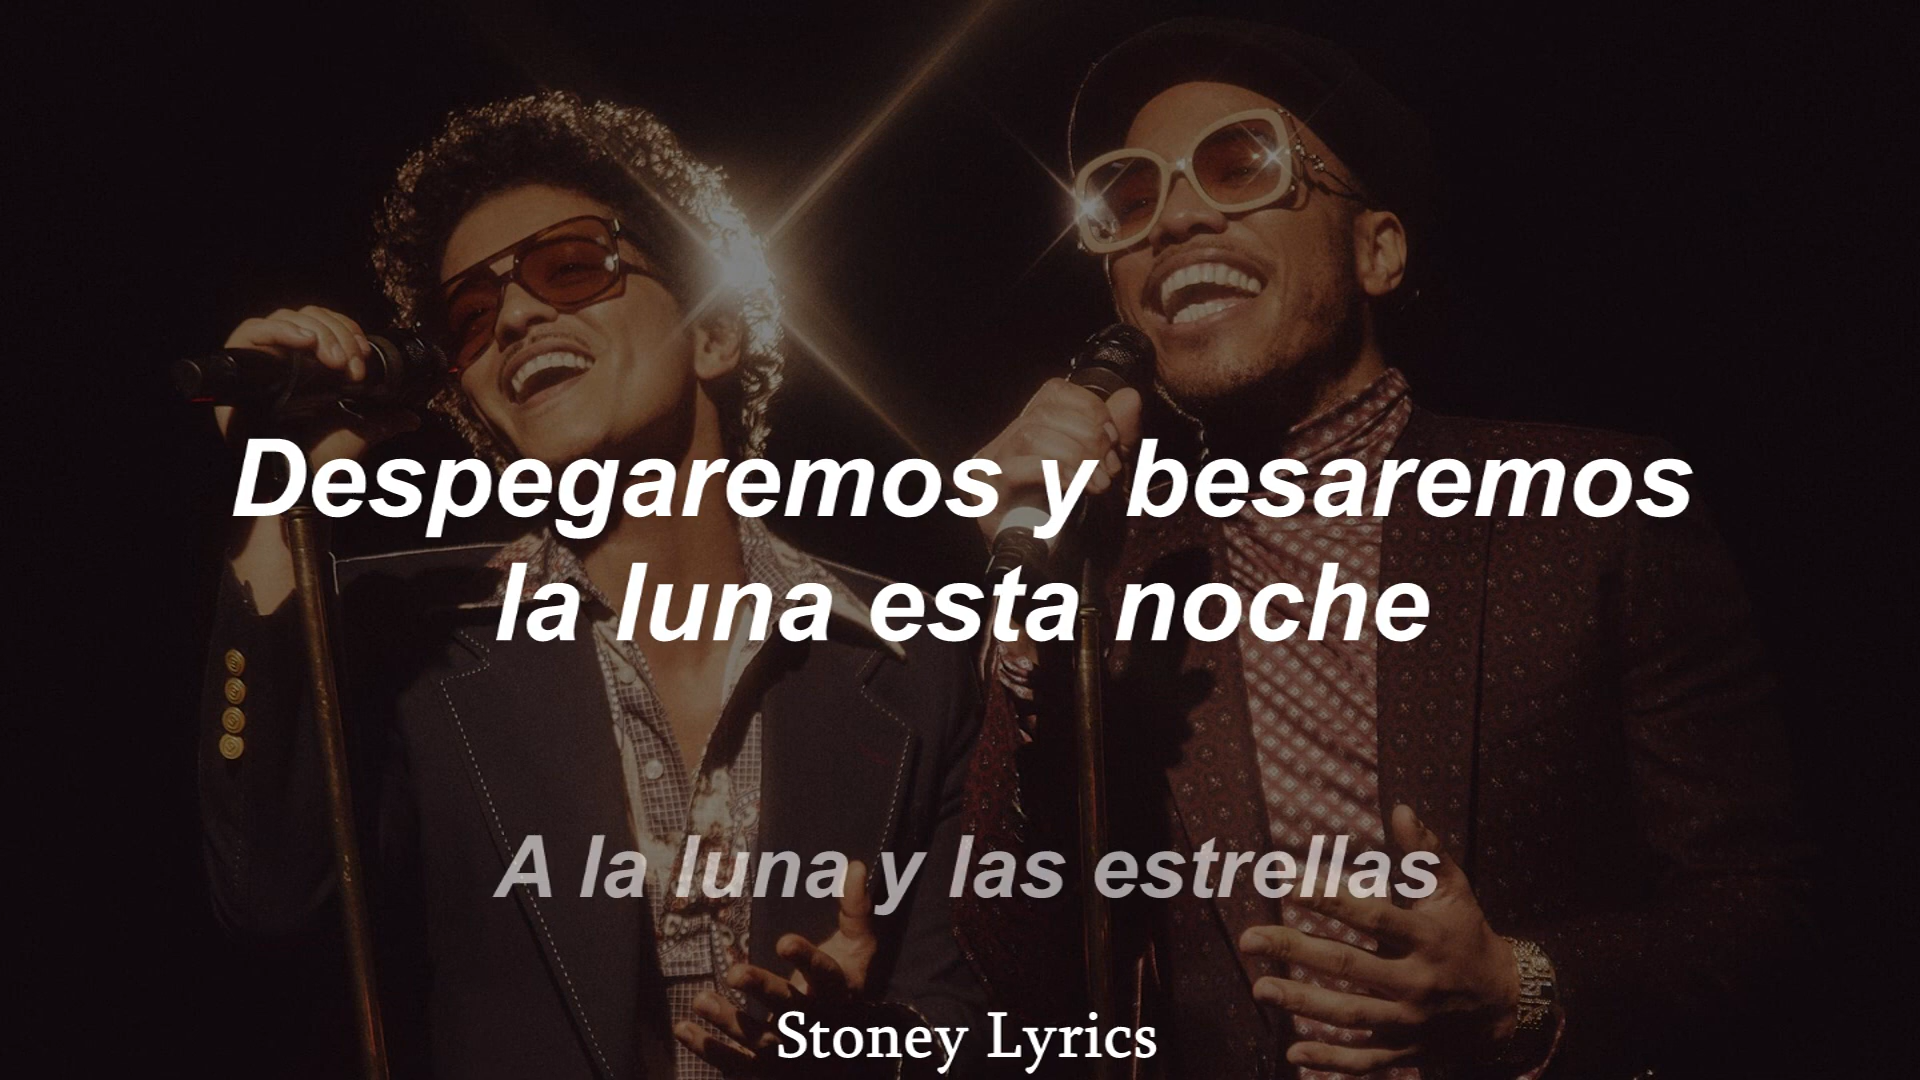 Despegaremos y besaremos
la luna esta noche
A la luna y las estrellas
Stoney Lyrics